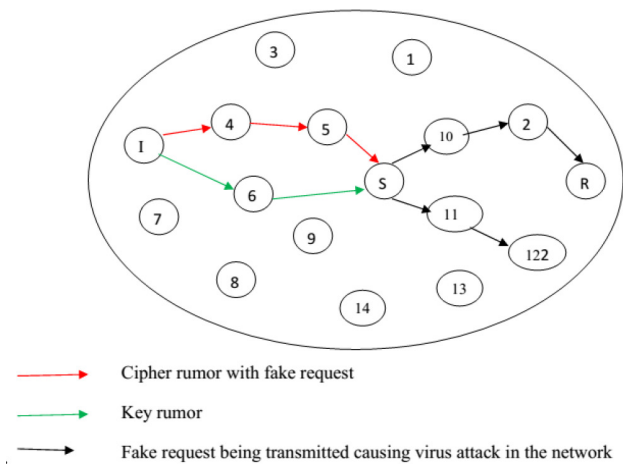 3
1
4
5
10
2
I
S
R
6
11
7
9
122
8
13
14
Cipher rumor with fake request
Key rumor
Fake request being transmitted causing virus attack in the network